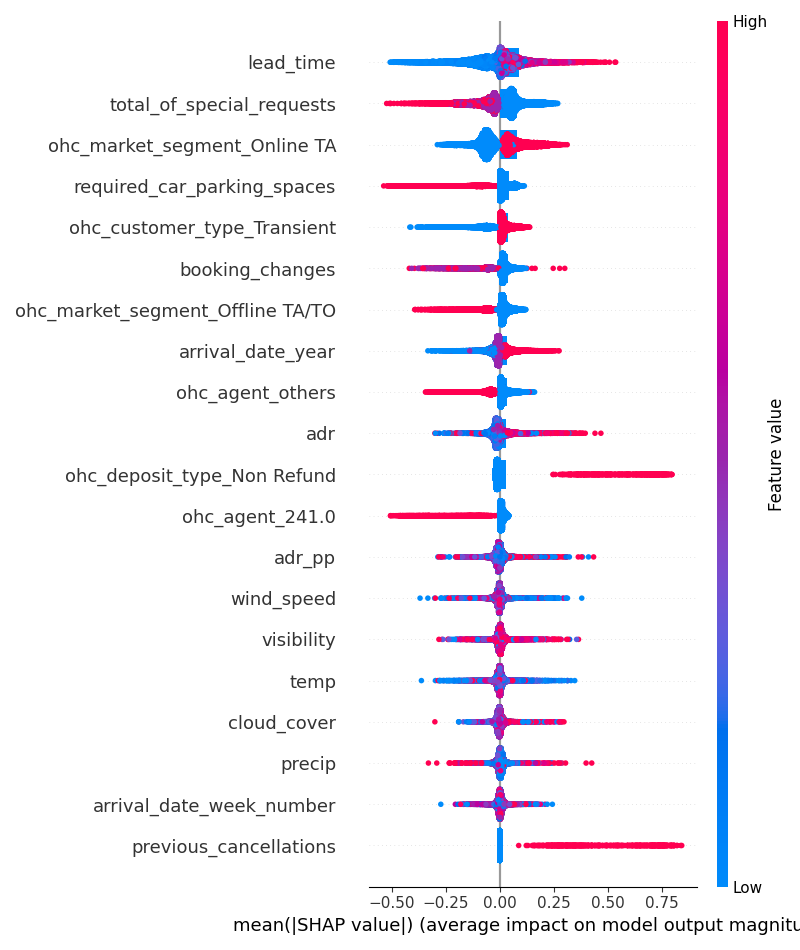 High
lead_time
total_of_special_requests
ohc_market_segment_Online TA
required_car_parking_spaces
ohc_customer_type_Transient
booking_changes
ohc_market_segment_Offline TA/TO
arrival_date_year
ohc_agent_others
adr
ohc_deposit_type_Non Refund
ohc_agent_241.0
adr_pp
wind_speed
visibility
temp
cloud_cover
precip
arrival_date_week_number
previous_cancellations
Feature value
Low
−0.50 −0.25 0.00 0.25 0.50 0.75
mean(|SHAP value|) (average impact on model output magnitu